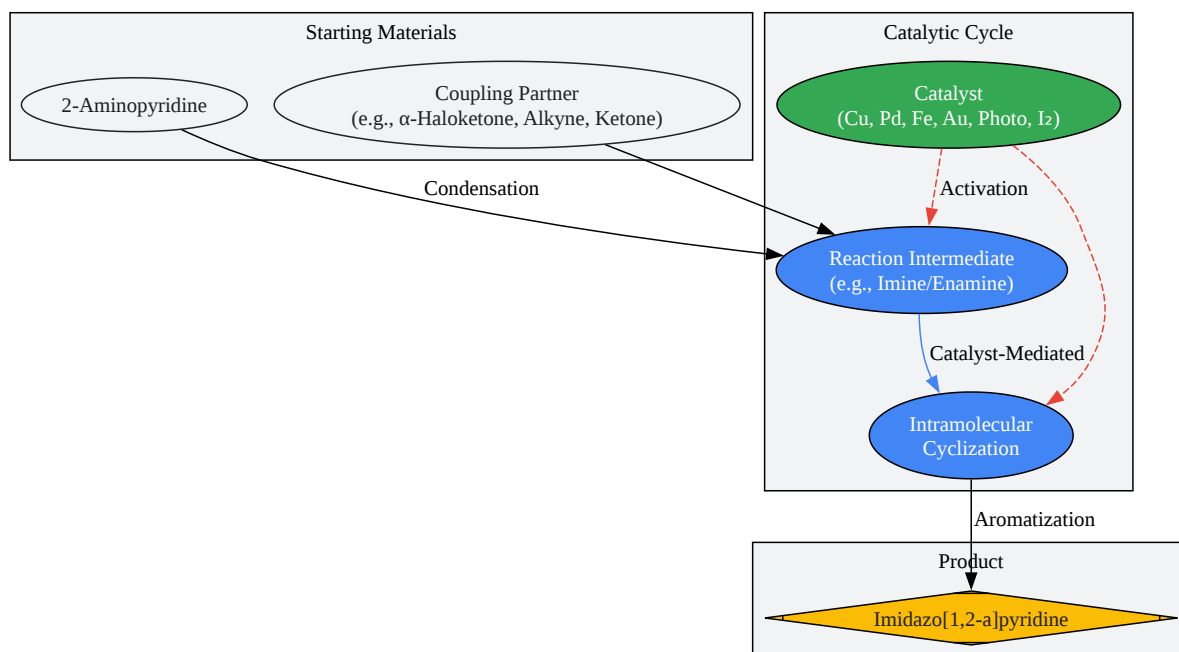 Starting Materials
2-Aminopyridine
Coupling Partner
(e.g., α-Haloketone, Alkyne, Ketone)
Catalytic Cycle
Catalyst
(Cu, Pd, Fe, Au, Photo, I₂)
Condensation
Activation
Reaction Intermediate
(e.g., Imine/Enamine)
Catalyst-Mediated
Intramolecular
Cyclization
Aromatization
Product
Imidazo[1,2-a]pyridine